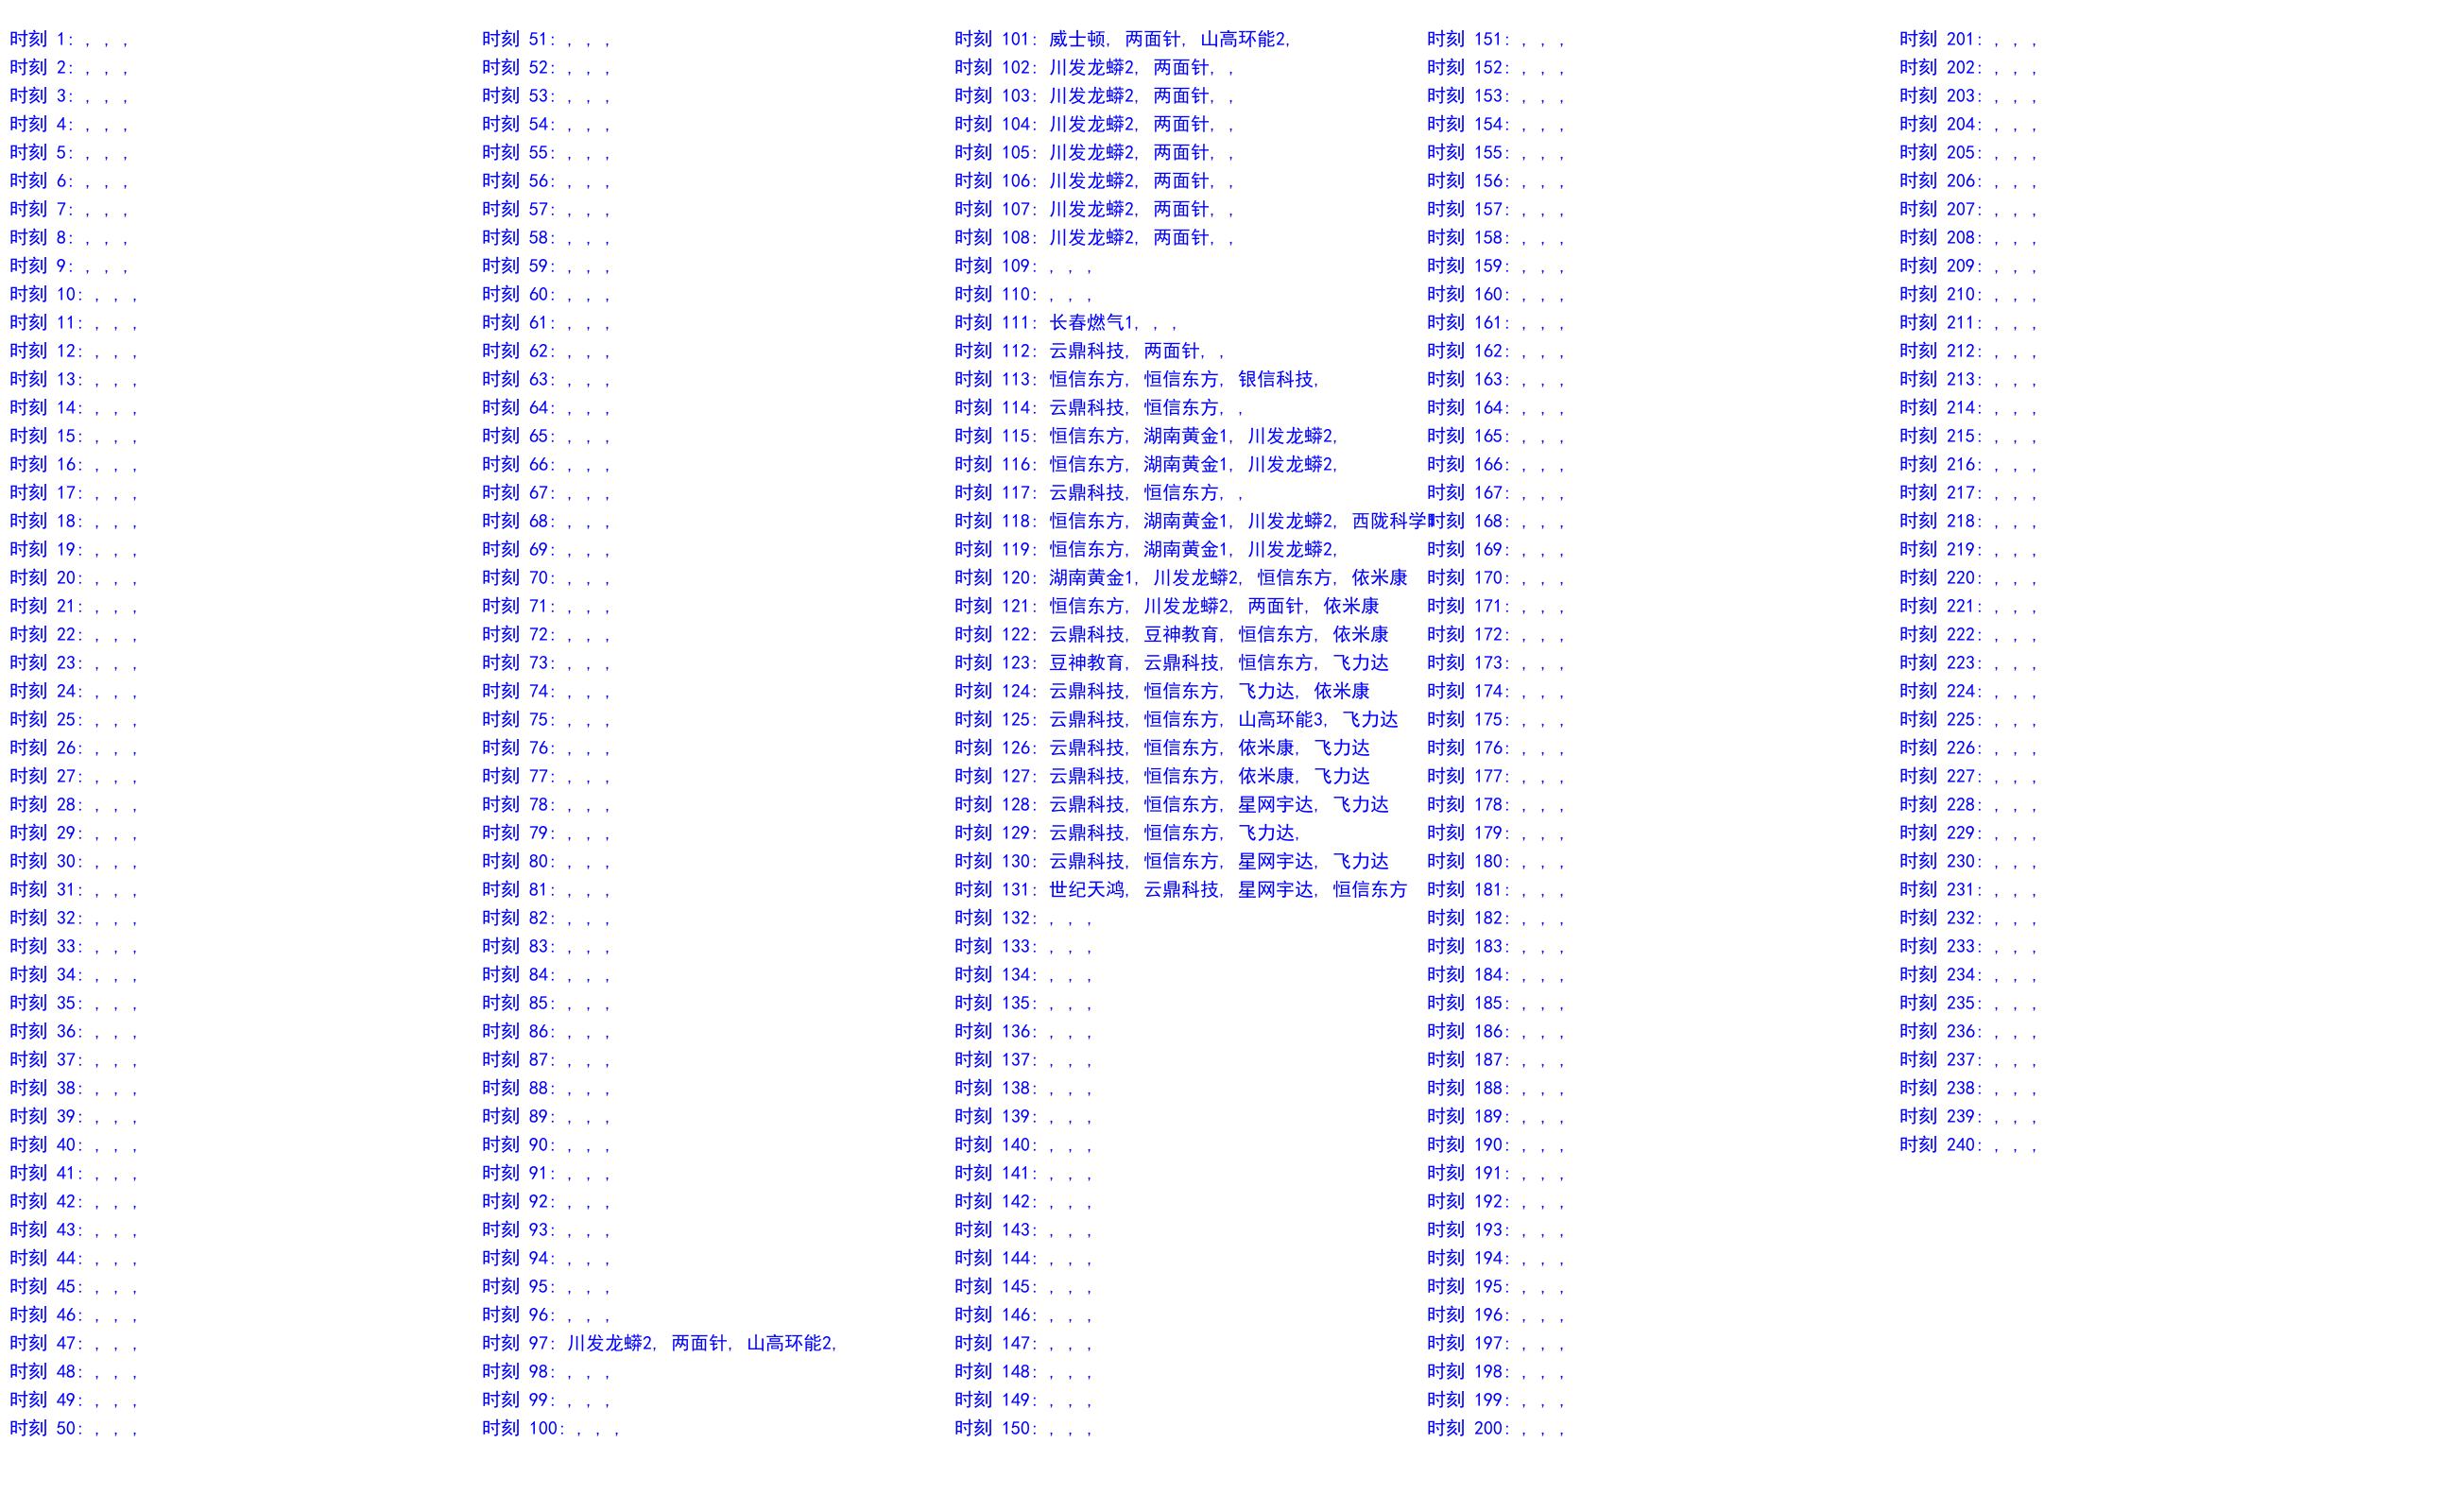 时刻 1: , , ,
时刻 2: , , ,
时刻 3: , , ,
时刻 4: , , ,
时刻 5: , , ,
时刻 6: , , ,
时刻 7: , , ,
时刻 8: , , ,
时刻 9: , , ,
时刻 10: , , ,
时刻 11: , , ,
时刻 12: , , ,
时刻 13: , , ,
时刻 14: , , ,
时刻 15: , , ,
时刻 16: , , ,
时刻 17: , , ,
时刻 18: , , ,
时刻 19: , , ,
时刻 20: , , ,
时刻 21: , , ,
时刻 22: , , ,
时刻 23: , , ,
时刻 24: , , ,
时刻 25: , , ,
时刻 26: , , ,
时刻 27: , , ,
时刻 28: , , ,
时刻 29: , , ,
时刻 30: , , ,
时刻 31: , , ,
时刻 32: , , ,
时刻 33: , , ,
时刻 34: , , ,
时刻 35: , , ,
时刻 36: , , ,
时刻 37: , , ,
时刻 38: , , ,
时刻 39: , , ,
时刻 40: , , ,
时刻 41: , , ,
时刻 42: , , ,
时刻 43: , , ,
时刻 44: , , ,
时刻 45: , , ,
时刻 46: , , ,
时刻 47: , , ,
时刻 48: , , ,
时刻 49: , , ,
时刻 50: , , ,
时刻 51: , , ,
时刻 52: , , ,
时刻 53: , , ,
时刻 54: , , ,
时刻 55: , , ,
时刻 56: , , ,
时刻 57: , , ,
时刻 58: , , ,
时刻 59: , , ,
时刻 60: , , ,
时刻 61: , , ,
时刻 62: , , ,
时刻 63: , , ,
时刻 64: , , ,
时刻 65: , , ,
时刻 66: , , ,
时刻 67: , , ,
时刻 68: , , ,
时刻 69: , , ,
时刻 70: , , ,
时刻 71: , , ,
时刻 72: , , ,
时刻 73: , , ,
时刻 74: , , ,
时刻 75: , , ,
时刻 76: , , ,
时刻 77: , , ,
时刻 78: , , ,
时刻 79: , , ,
时刻 80: , , ,
时刻 81: , , ,
时刻 82: , , ,
时刻 83: , , ,
时刻 84: , , ,
时刻 85: , , ,
时刻 86: , , ,
时刻 87: , , ,
时刻 88: , , ,
时刻 89: , , ,
时刻 90: , , ,
时刻 91: , , ,
时刻 92: , , ,
时刻 93: , , ,
时刻 94: , , ,
时刻 95: , , ,
时刻 96: , , ,
时刻 97: 川发龙蟒2, 两面针, 山高环能2,
时刻 98: , , ,
时刻 99: , , ,
时刻 100: , , ,
时刻 101: 威士顿, 两面针, 山高环能2,
时刻 102: 川发龙蟒2, 两面针, ,
时刻 103: 川发龙蟒2, 两面针, ,
时刻 104: 川发龙蟒2, 两面针, ,
时刻 105: 川发龙蟒2, 两面针, ,
时刻 106: 川发龙蟒2, 两面针, ,
时刻 107: 川发龙蟒2, 两面针, ,
时刻 108: 川发龙蟒2, 两面针, ,
时刻 109: , , ,
时刻 110: , , ,
时刻 111: 长春燃气1, , ,
时刻 112: 云鼎科技, 两面针, ,
时刻 113: 恒信东方, 恒信东方, 银信科技,
时刻 114: 云鼎科技, 恒信东方, ,
时刻 115: 恒信东方, 湖南黄金1, 川发龙蟒2,
时刻 116: 恒信东方, 湖南黄金1, 川发龙蟒2,
时刻 117: 云鼎科技, 恒信东方, ,
时刻 118: 恒信东方, 湖南黄金1, 川发龙蟒2, 西陇科学
时刻 119: 恒信东方, 湖南黄金1, 川发龙蟒2,
时刻 120: 湖南黄金1, 川发龙蟒2, 恒信东方, 依米康
时刻 121: 恒信东方, 川发龙蟒2, 两面针, 依米康
时刻 122: 云鼎科技, 豆神教育, 恒信东方, 依米康
时刻 123: 豆神教育, 云鼎科技, 恒信东方, 飞力达
时刻 124: 云鼎科技, 恒信东方, 飞力达, 依米康
时刻 125: 云鼎科技, 恒信东方, 山高环能3, 飞力达
时刻 126: 云鼎科技, 恒信东方, 依米康, 飞力达
时刻 127: 云鼎科技, 恒信东方, 依米康, 飞力达
时刻 128: 云鼎科技, 恒信东方, 星网宇达, 飞力达
时刻 129: 云鼎科技, 恒信东方, 飞力达,
时刻 130: 云鼎科技, 恒信东方, 星网宇达, 飞力达
时刻 131: 世纪天鸿, 云鼎科技, 星网宇达, 恒信东方
时刻 132: , , ,
时刻 133: , , ,
时刻 134: , , ,
时刻 135: , , ,
时刻 136: , , ,
时刻 137: , , ,
时刻 138: , , ,
时刻 139: , , ,
时刻 140: , , ,
时刻 141: , , ,
时刻 142: , , ,
时刻 143: , , ,
时刻 144: , , ,
时刻 145: , , ,
时刻 146: , , ,
时刻 147: , , ,
时刻 148: , , ,
时刻 149: , , ,
时刻 150: , , ,
时刻 151: , , ,
时刻 152: , , ,
时刻 153: , , ,
时刻 154: , , ,
时刻 155: , , ,
时刻 156: , , ,
时刻 157: , , ,
时刻 158: , , ,
时刻 159: , , ,
时刻 160: , , ,
时刻 161: , , ,
时刻 162: , , ,
时刻 163: , , ,
时刻 164: , , ,
时刻 165: , , ,
时刻 166: , , ,
时刻 167: , , ,
时刻 168: , , ,
时刻 169: , , ,
时刻 170: , , ,
时刻 171: , , ,
时刻 172: , , ,
时刻 173: , , ,
时刻 174: , , ,
时刻 175: , , ,
时刻 176: , , ,
时刻 177: , , ,
时刻 178: , , ,
时刻 179: , , ,
时刻 180: , , ,
时刻 181: , , ,
时刻 182: , , ,
时刻 183: , , ,
时刻 184: , , ,
时刻 185: , , ,
时刻 186: , , ,
时刻 187: , , ,
时刻 188: , , ,
时刻 189: , , ,
时刻 190: , , ,
时刻 191: , , ,
时刻 192: , , ,
时刻 193: , , ,
时刻 194: , , ,
时刻 195: , , ,
时刻 196: , , ,
时刻 197: , , ,
时刻 198: , , ,
时刻 199: , , ,
时刻 200: , , ,
时刻 201: , , ,
时刻 202: , , ,
时刻 203: , , ,
时刻 204: , , ,
时刻 205: , , ,
时刻 206: , , ,
时刻 207: , , ,
时刻 208: , , ,
时刻 209: , , ,
时刻 210: , , ,
时刻 211: , , ,
时刻 212: , , ,
时刻 213: , , ,
时刻 214: , , ,
时刻 215: , , ,
时刻 216: , , ,
时刻 217: , , ,
时刻 218: , , ,
时刻 219: , , ,
时刻 220: , , ,
时刻 221: , , ,
时刻 222: , , ,
时刻 223: , , ,
时刻 224: , , ,
时刻 225: , , ,
时刻 226: , , ,
时刻 227: , , ,
时刻 228: , , ,
时刻 229: , , ,
时刻 230: , , ,
时刻 231: , , ,
时刻 232: , , ,
时刻 233: , , ,
时刻 234: , , ,
时刻 235: , , ,
时刻 236: , , ,
时刻 237: , , ,
时刻 238: , , ,
时刻 239: , , ,
时刻 240: , , ,